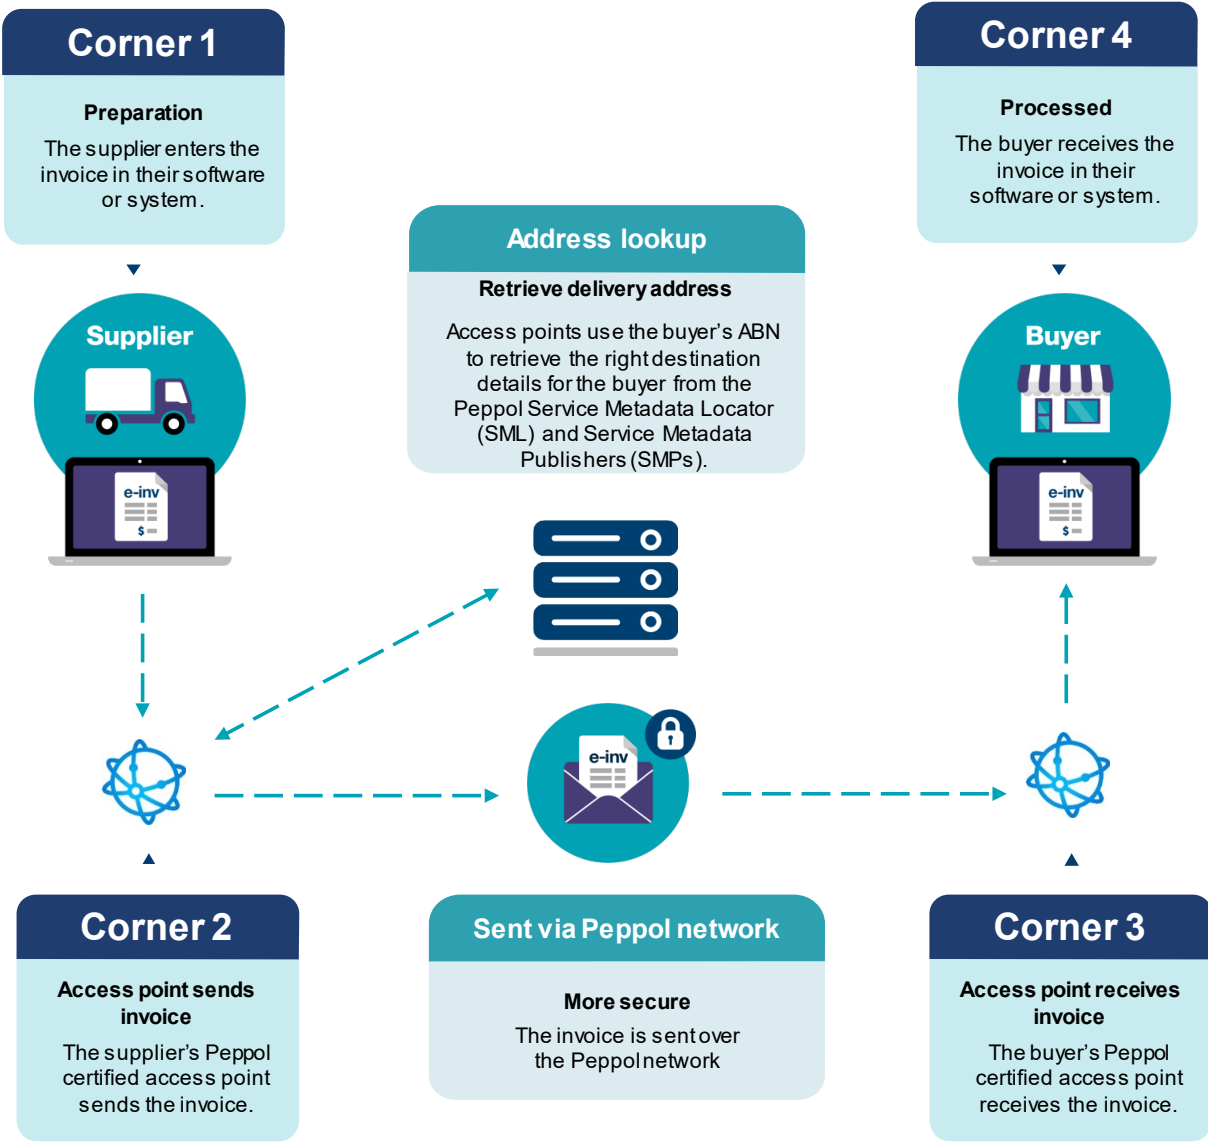 Corner 1
Preparation
The supplier enters the
invoice in their software
or system.
Supplier
e-inv
$
Corner 2
Access point sends
invoice
The supplier's Peppol
certified access point
sends the invoice.
Address lookup
Retrieve delivery address
Access points use the buyer's ABN
to retrieve the right destination
details for the buyer from the
Peppol Service Metadata Locator
(SML) and Service Metadata
Publishers (SMPs).
e-inv
Sent via Peppol network
More secure
The invoice is sent over
the Peppol network
Corner 3
Access point receives
invoice
The buyer's Peppol
certified access point
receives the invoice.
Corner 4
Processed
The buyer receives the
invoice in their
software or system.
Buyer
e-inv
$